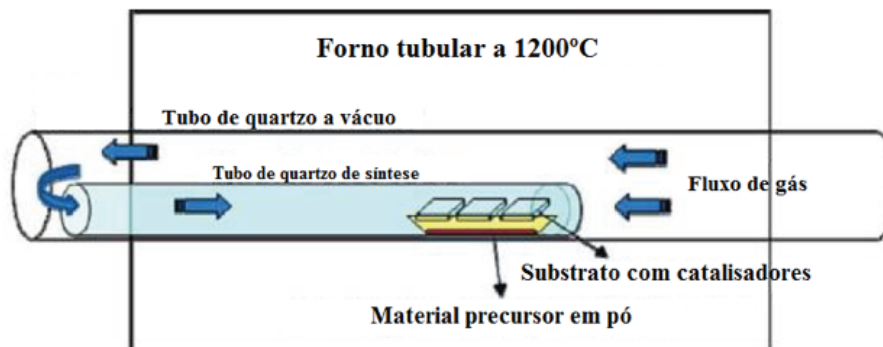 Forno tubular a 1200ºC
Tubo de quartzo a vácuo
Tubo de quartzo de síntese
Fluxo de gás
Substrato com catalisadores
Material precursor em pó